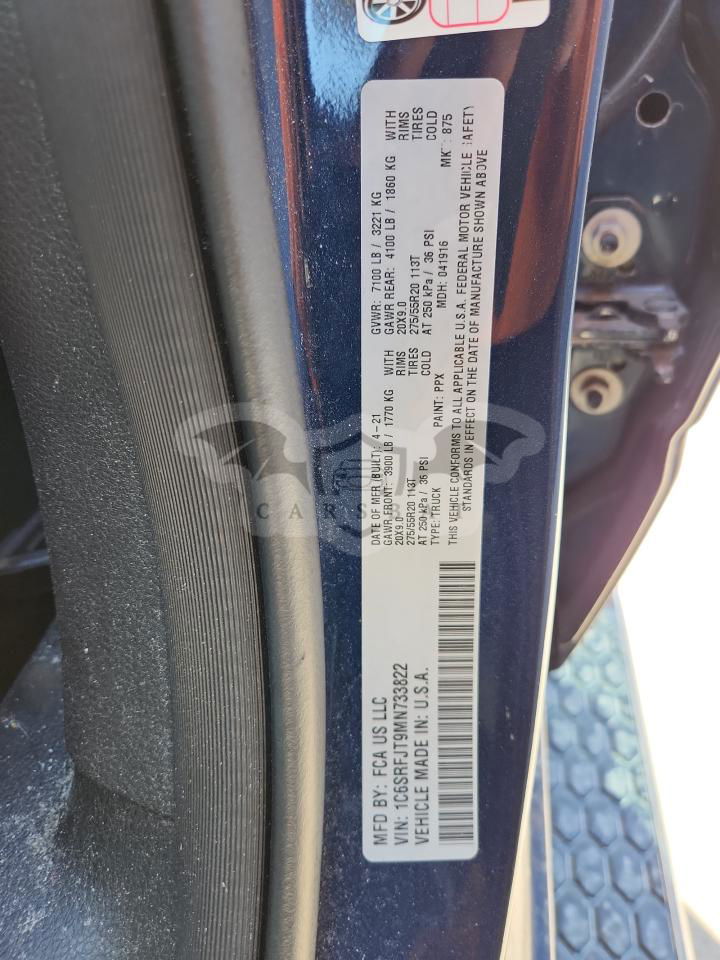 MFD BY: FCA US LLC
VIN: 1C6SRFJT9MN733822
VEHICLE MADE IN: U.S.A.
DATE OF MFR (BUILT): 4-21 GVWR: 7100 LB / 3221 KG
GAWR FRONT: 3900 LB / 1770 KG WITH GAWR REAR: 4100 LB / 1860 KG WITH
20X9.0 RIMS 20X9.0 RIMS
275/55R20 113T TIRES 275/55R20 113T TIRES
AT 250 kPa / 36 PSI COLD AT 250 kPa / 36 PSI COLD
TYPE: TRUCK PAINT: PPX MDH: 041916 875
THIS VEHICLE CONFORMS TO ALL APPLICABLE U.S.A. FEDERAL MOTOR VEHICLE SAFETY
STANDARDS IN EFFECT ON THE DATE OF MANUFACTURE SHOWN ABOVE